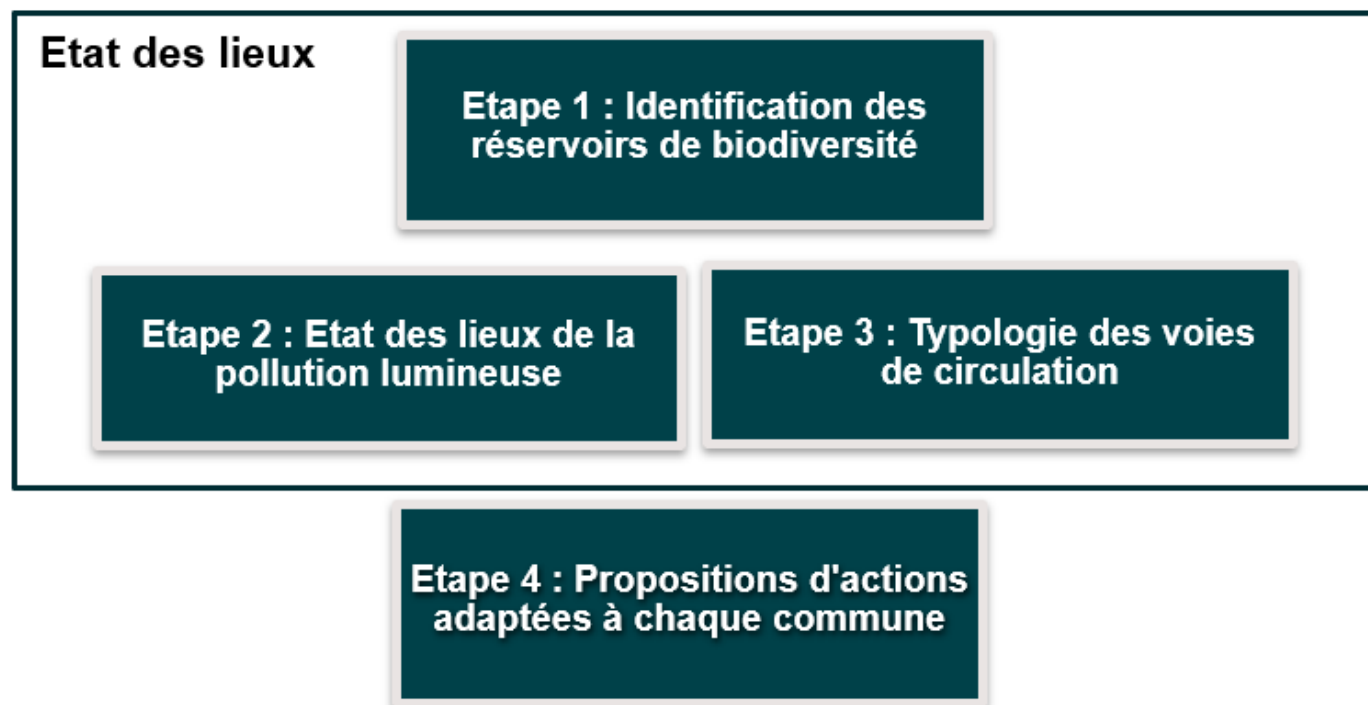 Etat des lieux
Etape 1 : Identification des
réservoirs de biodiversité
Etape 2 : Etat des lieux de la
pollution lumineuse
Etape 3 : Typologie des voies
de circulation
Etape 4 : Propositions d'actions
adaptées à chaque commune